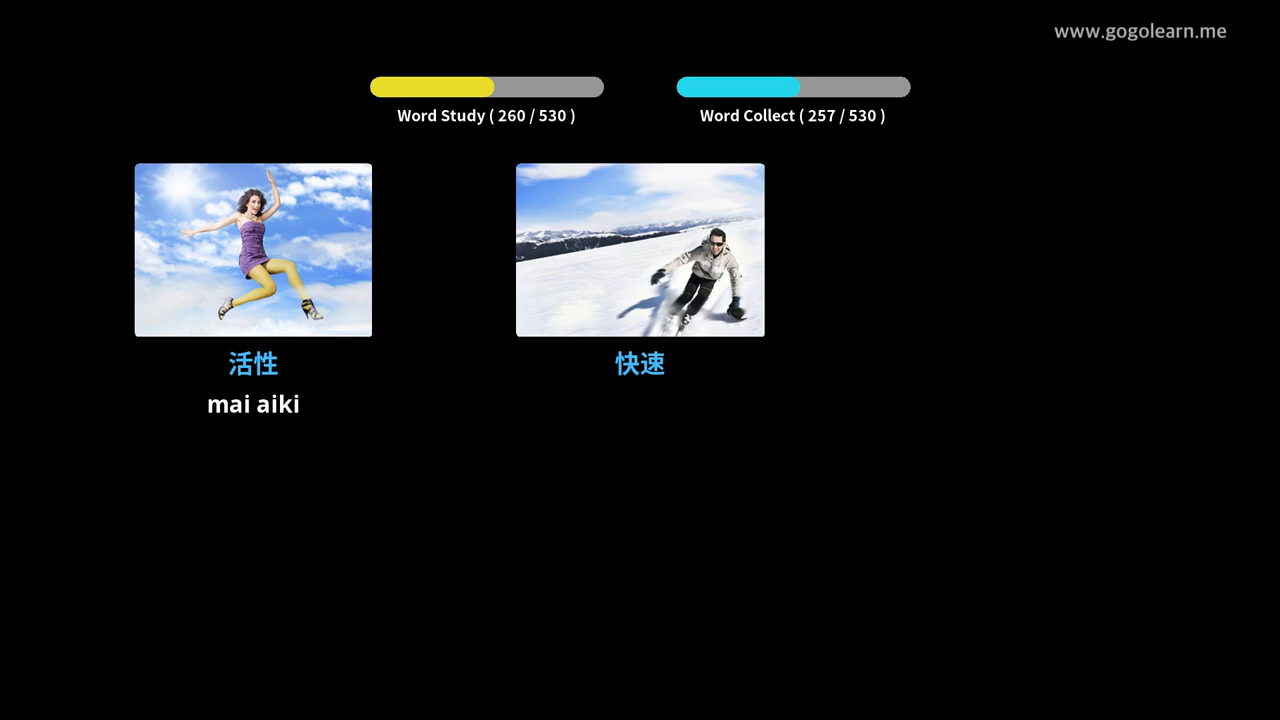 www.gogolearn.me
Word Study ( 260 / 530 )
Word Collect ( 257 / 530 )
活性
快速
mai aiki